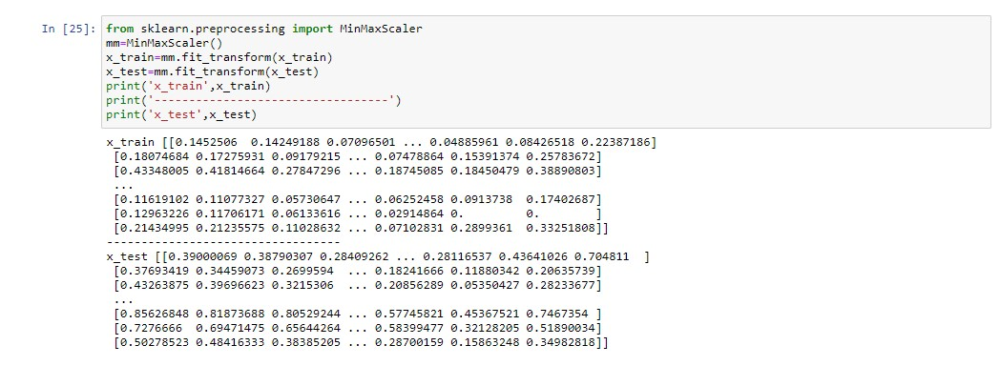 In [25]: from sklearn.preprocessing import MinMaxScaler
mm=MinMaxScaler()
x_train=mm.fit_transform(x_train)
x_test=mm.fit_transform(x_test)
print('x_train',x_train)
print('---------------------------------')
print('x_test',x_test)
x_train [[0.1452506  0.14249188 0.07096501 ... 0.04885961 0.08426518 0.22387186]
 [0.18074684 0.17275931 0.09179215 ... 0.07478864 0.15391374 0.25783672]
 [0.43348005 0.41814664 0.27847296 ... 0.18745085 0.18450479 0.38890803]
 ...
 [0.11619102 0.11077327 0.05730647 ... 0.06252458 0.0913738  0.17402687]
 [0.12963226 0.11706171 0.06133616 ... 0.02914864 0.         0.        ]
 [0.21434995 0.21235575 0.11028632 ... 0.07102831 0.2899361  0.33251808]]
---------------------------------
x_test [[0.39000069 0.38790307 0.28409262 ... 0.28116537 0.43641026 0.704811  ]
 [0.37693419 0.34459073 0.2699594  ... 0.18241666 0.11880342 0.20635739]
 [0.43263875 0.39696623 0.3215306  ... 0.20856289 0.05350427 0.28233677]
 ...
 [0.85626848 0.81873688 0.80529244 ... 0.57745821 0.45367521 0.7467354 ]
 [0.7276666  0.69471475 0.65644264 ... 0.58399477 0.32128205 0.51890034]
 [0.50278523 0.48416333 0.38385205 ... 0.28700159 0.15863248 0.34982818]]